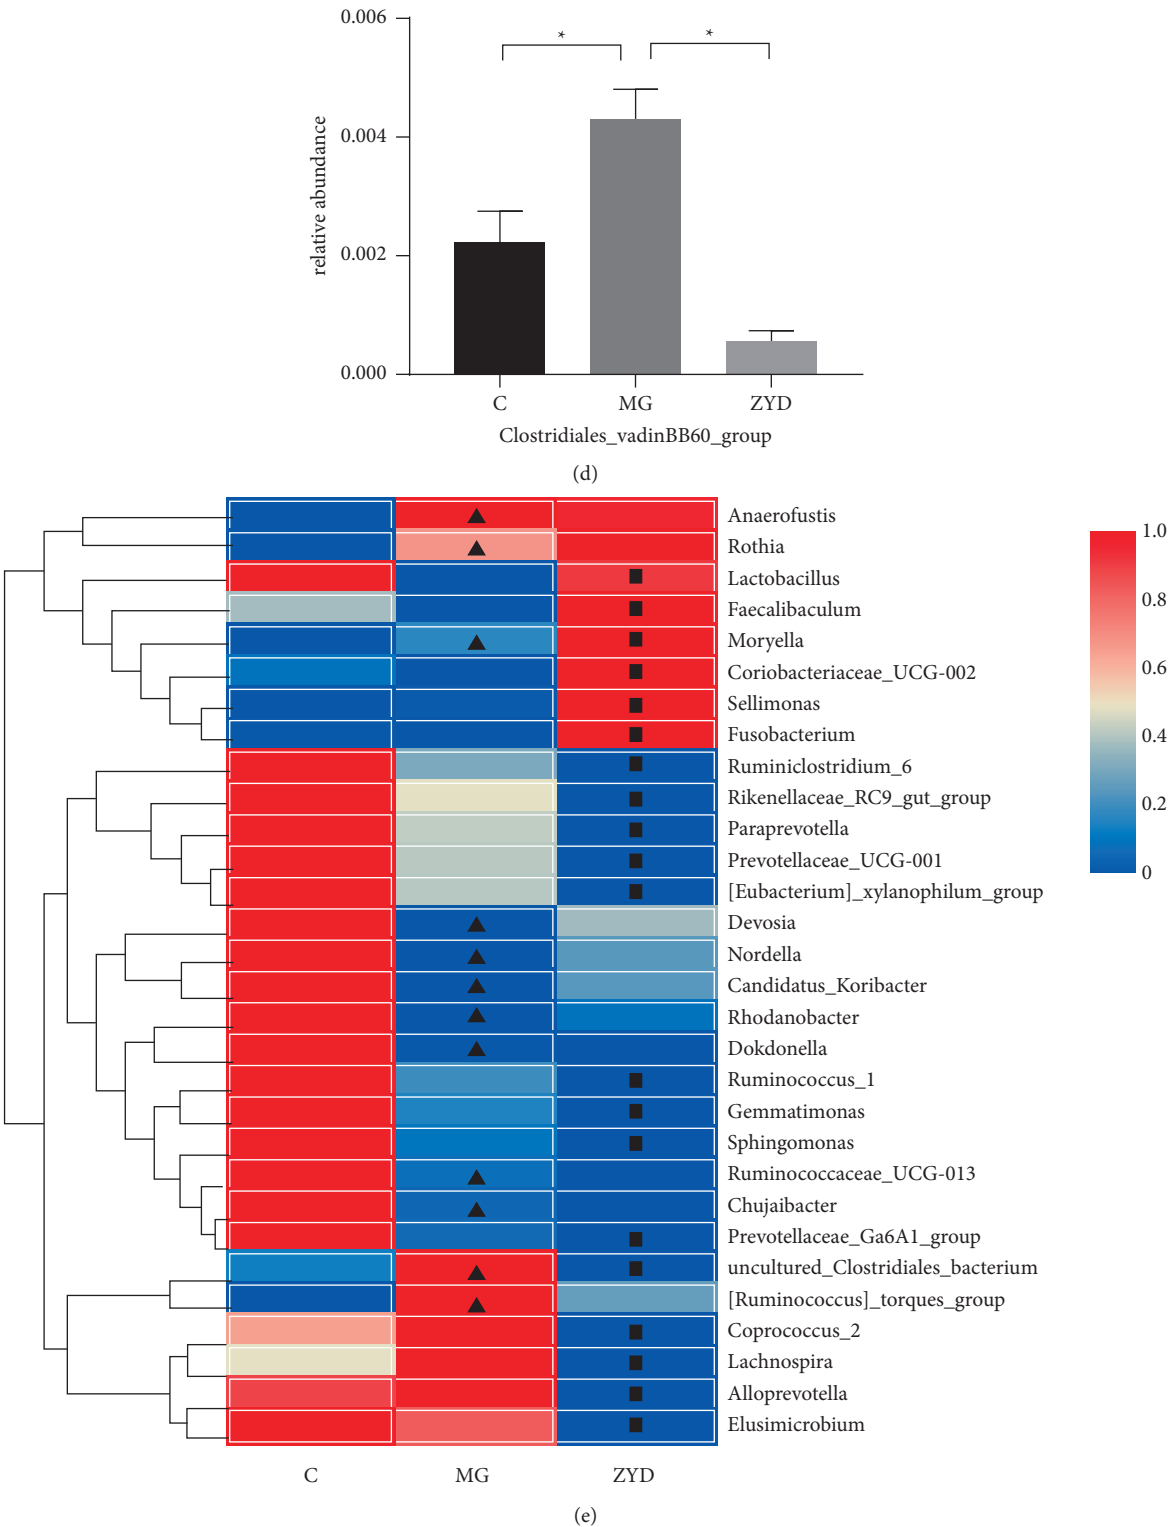 0.006
*
*
0.004
relative abundance
0.002
0.000
C
MG
ZYD
Clostridiales_vadinBB60_group
(d)
Anaerofustis
Rothia
Lactobacillus
Faecalibaculum
Moryella
Coriobacteriaceae_UCG-002
Sellimonas
Fusobacterium
Ruminiclostridium_6
Rikenellaceae_RC9_gut_group
Paraprevotella
Prevotellaceae_UCG-001
[Eubacterium]_xylanophilum_group
Devosia
Nordella
Candidatus_Koribacter
Rhodanobacter
Dokdonella
Ruminococcus_1
Gemmatimonas
Sphingomonas
Ruminococcaceae_UCG-013
Chujaibacter
Prevotellaceae_Ga6A1_group
uncultured_Clostridiales_bacterium
[Ruminococcus]_torques_group
Coprococcus_2
Lachnospira
Alloprevotella
Elusimicrobium
1.0
0.8
0.6
0.4
0.2
0
C
MG
ZYD
(e)